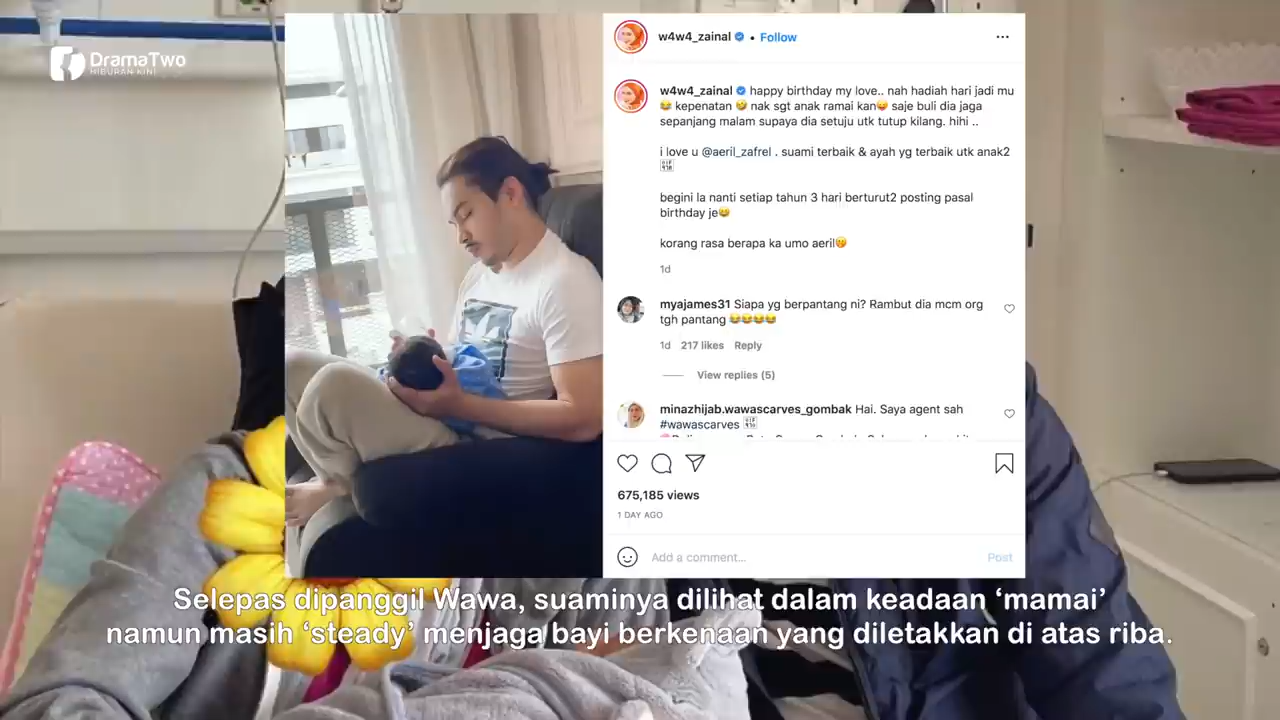 DramaTwo
HIBURAN KINI
w4w4_zainal • Follow
w4w4_zainal happy birthday my love.. nah hadiah hari jadi mu
😂 kepenatan 🤣 nak sgt anak ramai kan😜 saje buli dia jaga
sepanjang malam supaya dia setuju utk tutup kilang. hihi ..
i love u @aeril_zafrel . suami terbaik & ayah yg terbaik utk anak2
begini la nanti setiap tahun 3 hari berturut2 posting pasal
birthday je😄
korang rasa berapa ka umo aeril🤭
1d
myajames31 Siapa yg berpantang ni? Rambut dia mcm org
tgh pantang 😂😂😂😂
1d 217 likes Reply
View replies (5)
minazhijab.wawascarves_gombak Hai. Saya agent sah
#wawascarves
675,185 views
1 DAY AGO
Add a comment... Post
Selepas dipanggil Wawa, suaminya dilihat dalam keadaan ‘mamai’
namun masih ‘steady’ menjaga bayi berkenaan yang diletakkan di atas riba.